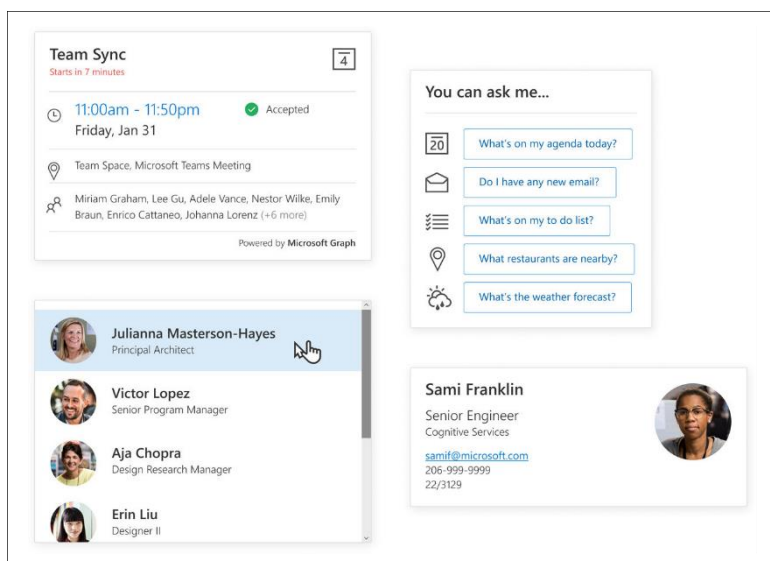 Team Sync
Starts in 7 minutes
4
11:00am - 11:50pm
Accepted
Friday, Jan 31
Team Space, Microsoft Teams Meeting
Miriam Graham, Lee Gu, Adele Vance, Nestor Wilke, Emily
Braun, Enrico Cattaneo, Johanna Lorenz (+6 more)
Powered by Microsoft Graph
You can ask me...
20
What's on my agenda today?
Do I have any new email?
What's on my to do list?
What restaurants are nearby?
What's the weather forecast?
Julianna Masterson-Hayes
Principal Architect
Victor Lopez
Senior Program Manager
Aja Chopra
Design Research Manager
Erin Liu
Designer II
Sami Franklin
Senior Engineer
Cognitive Services
samif@microsoft.com
206-999-9999
22/3129